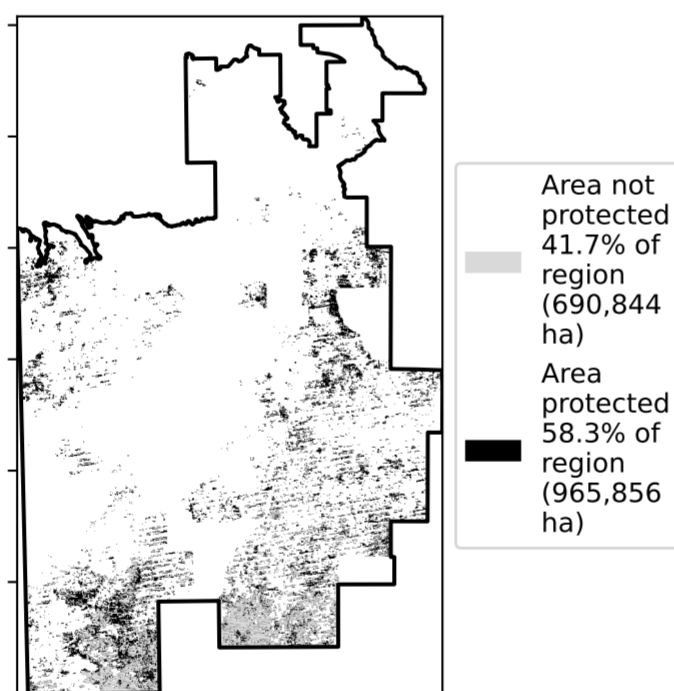 Area not
protected
41.7% of
region
(690,844
ha)
Area
protected
58.3% of
region
(965,856
ha)